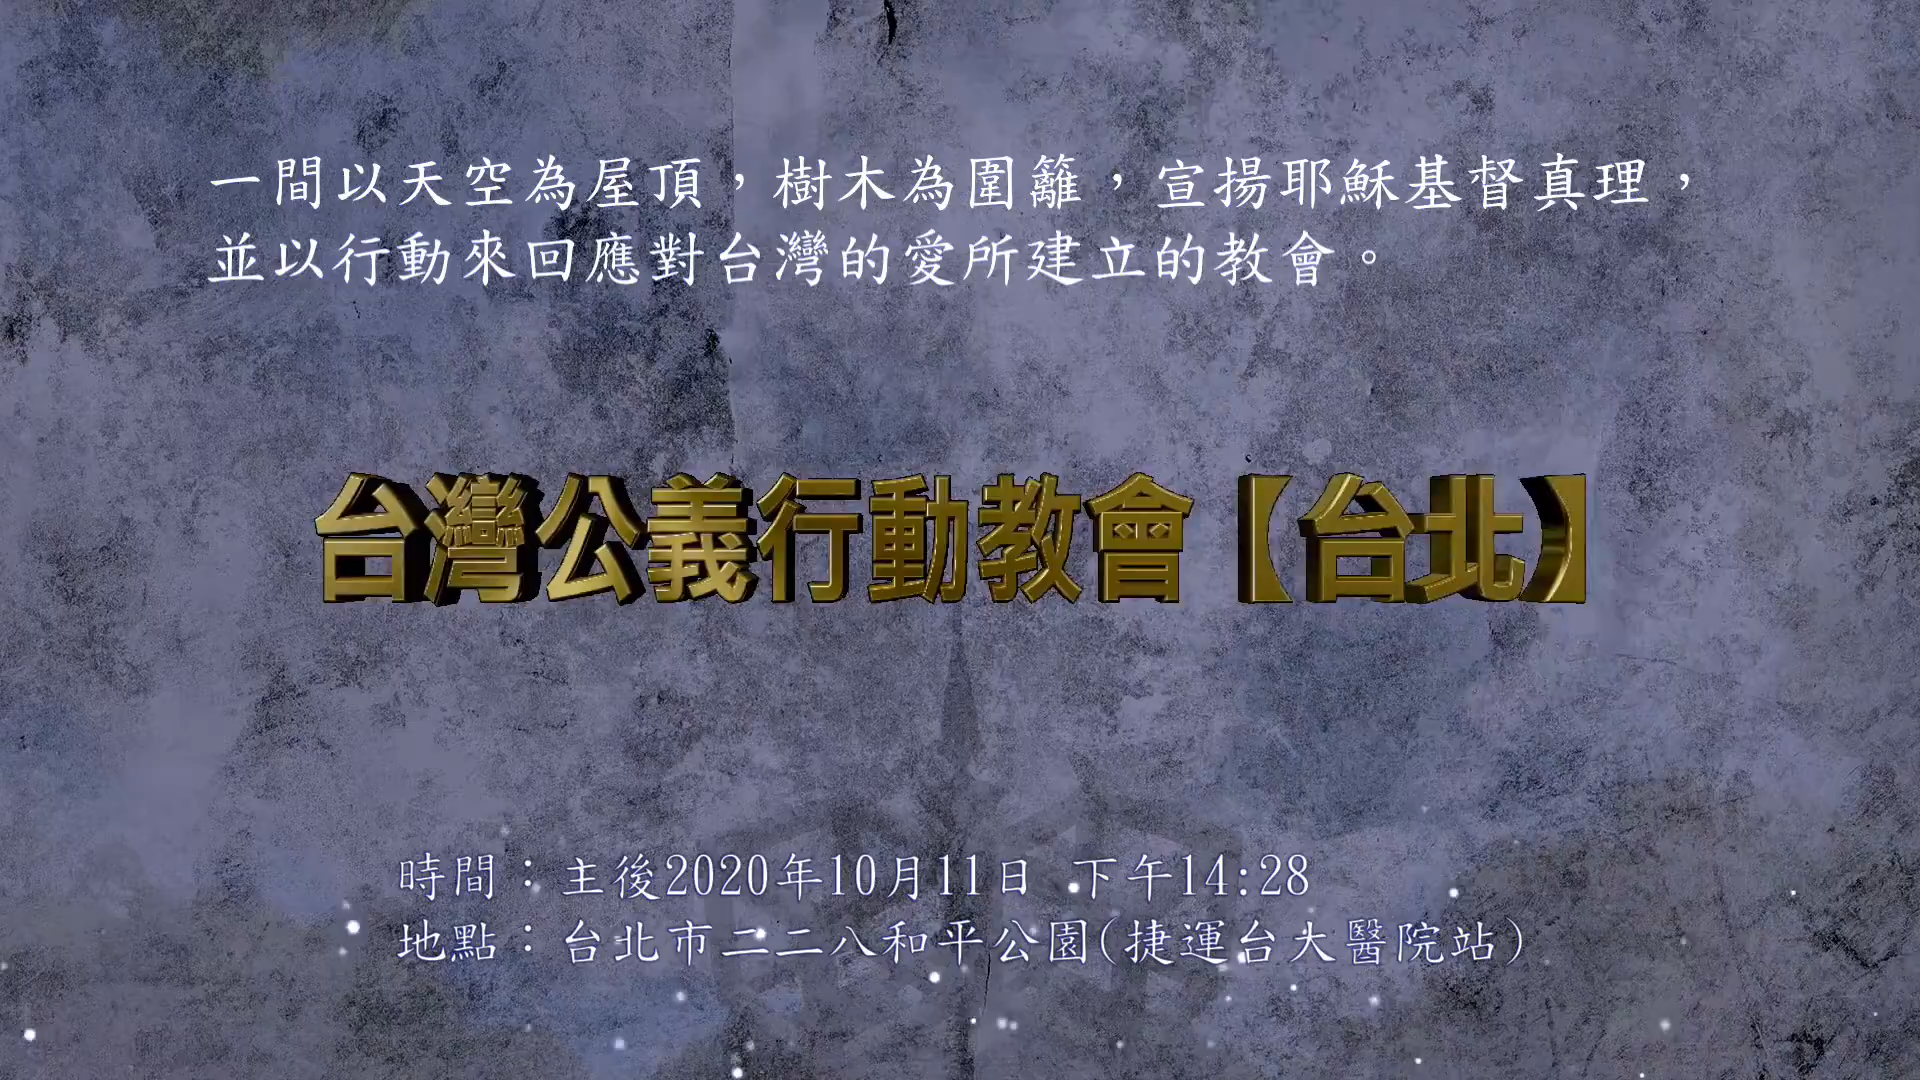 一間以天空為屋頂，樹木為圍籬，宣揚耶穌基督真理，
並以行動來回應對台灣的愛所建立的教會。
台灣公義行動教會【台北】
時間：主後2020年10月11日 下午14:28
地點：台北市二二八和平公園(捷運台大醫院站)